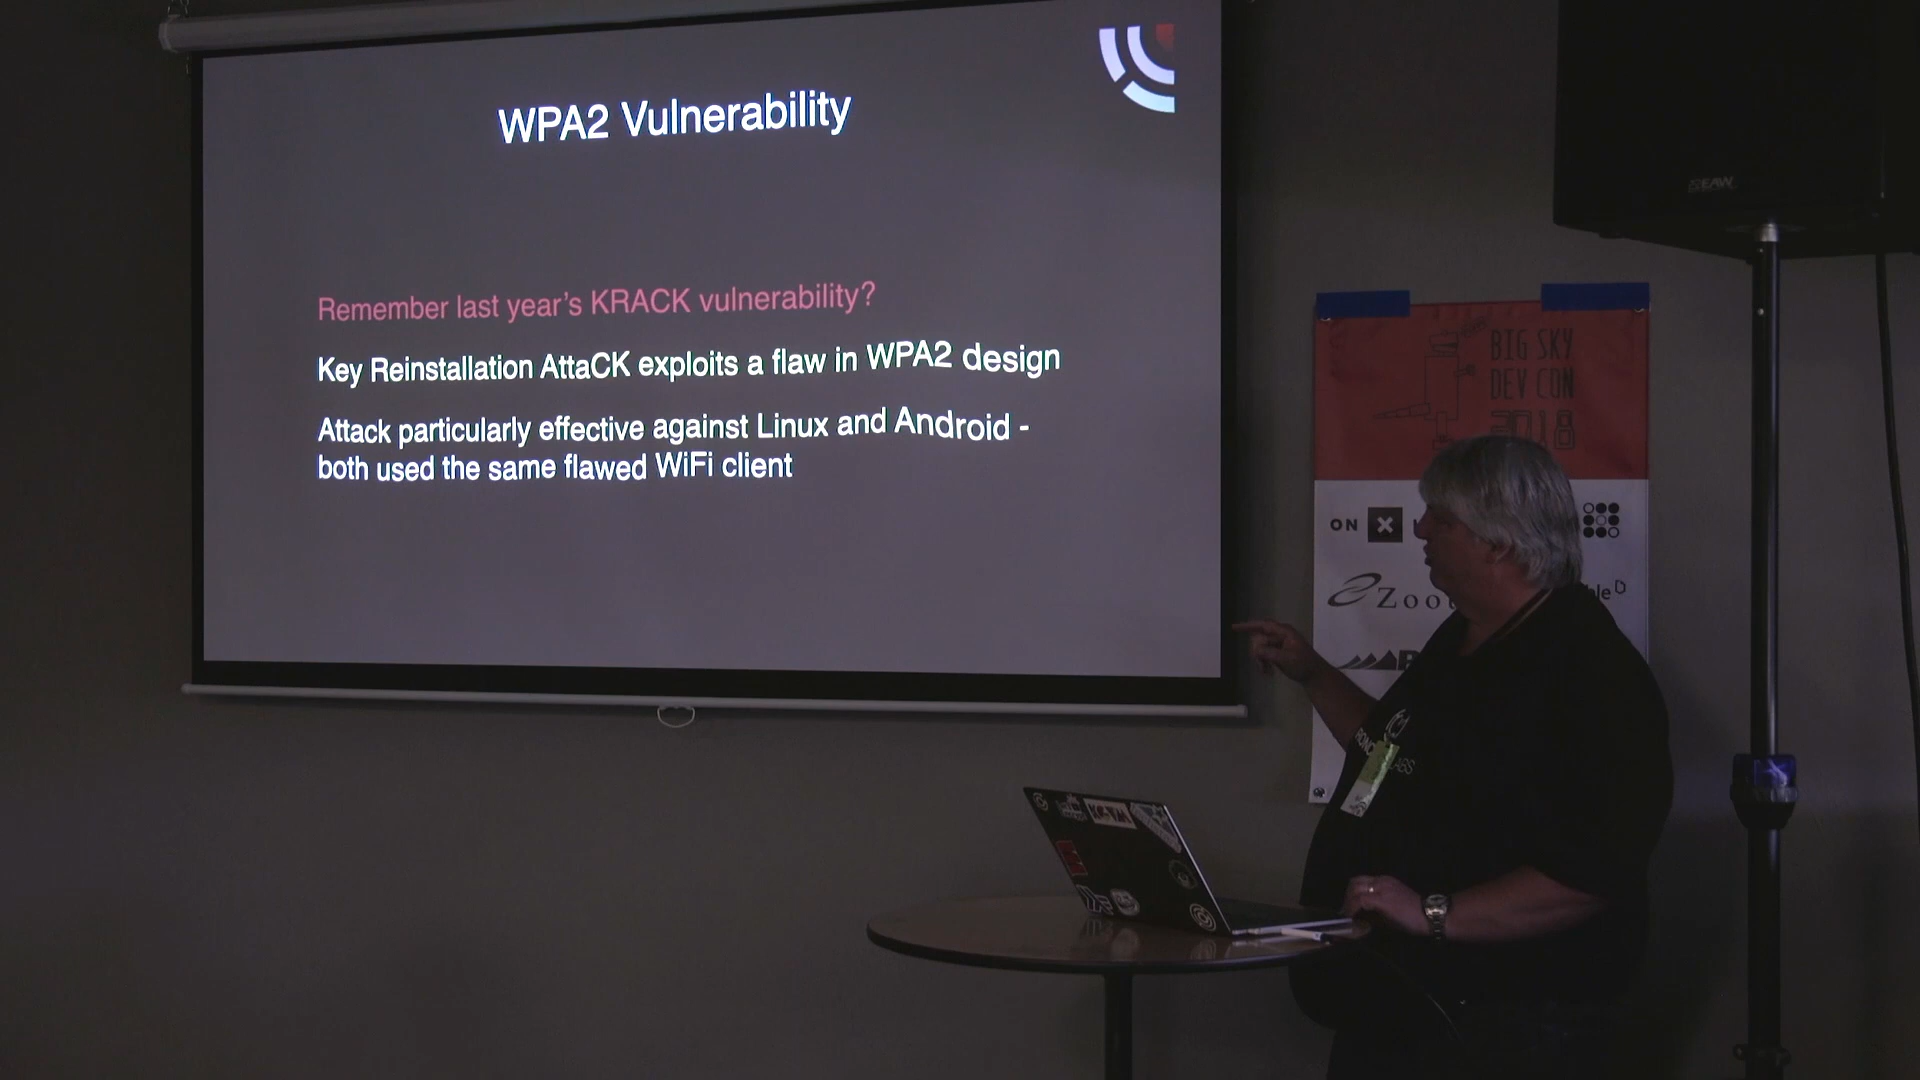 WPA2 Vulnerability
Remember last year's KRACK vulnerability?
Key Reinstallation AttaCK exploits a flaw in WPA2 design
Attack particularly effective against Linux and Android -
both used the same flawed WiFi client
EAW
BIG SKY
DEV CON
2018
ON X
Zoot